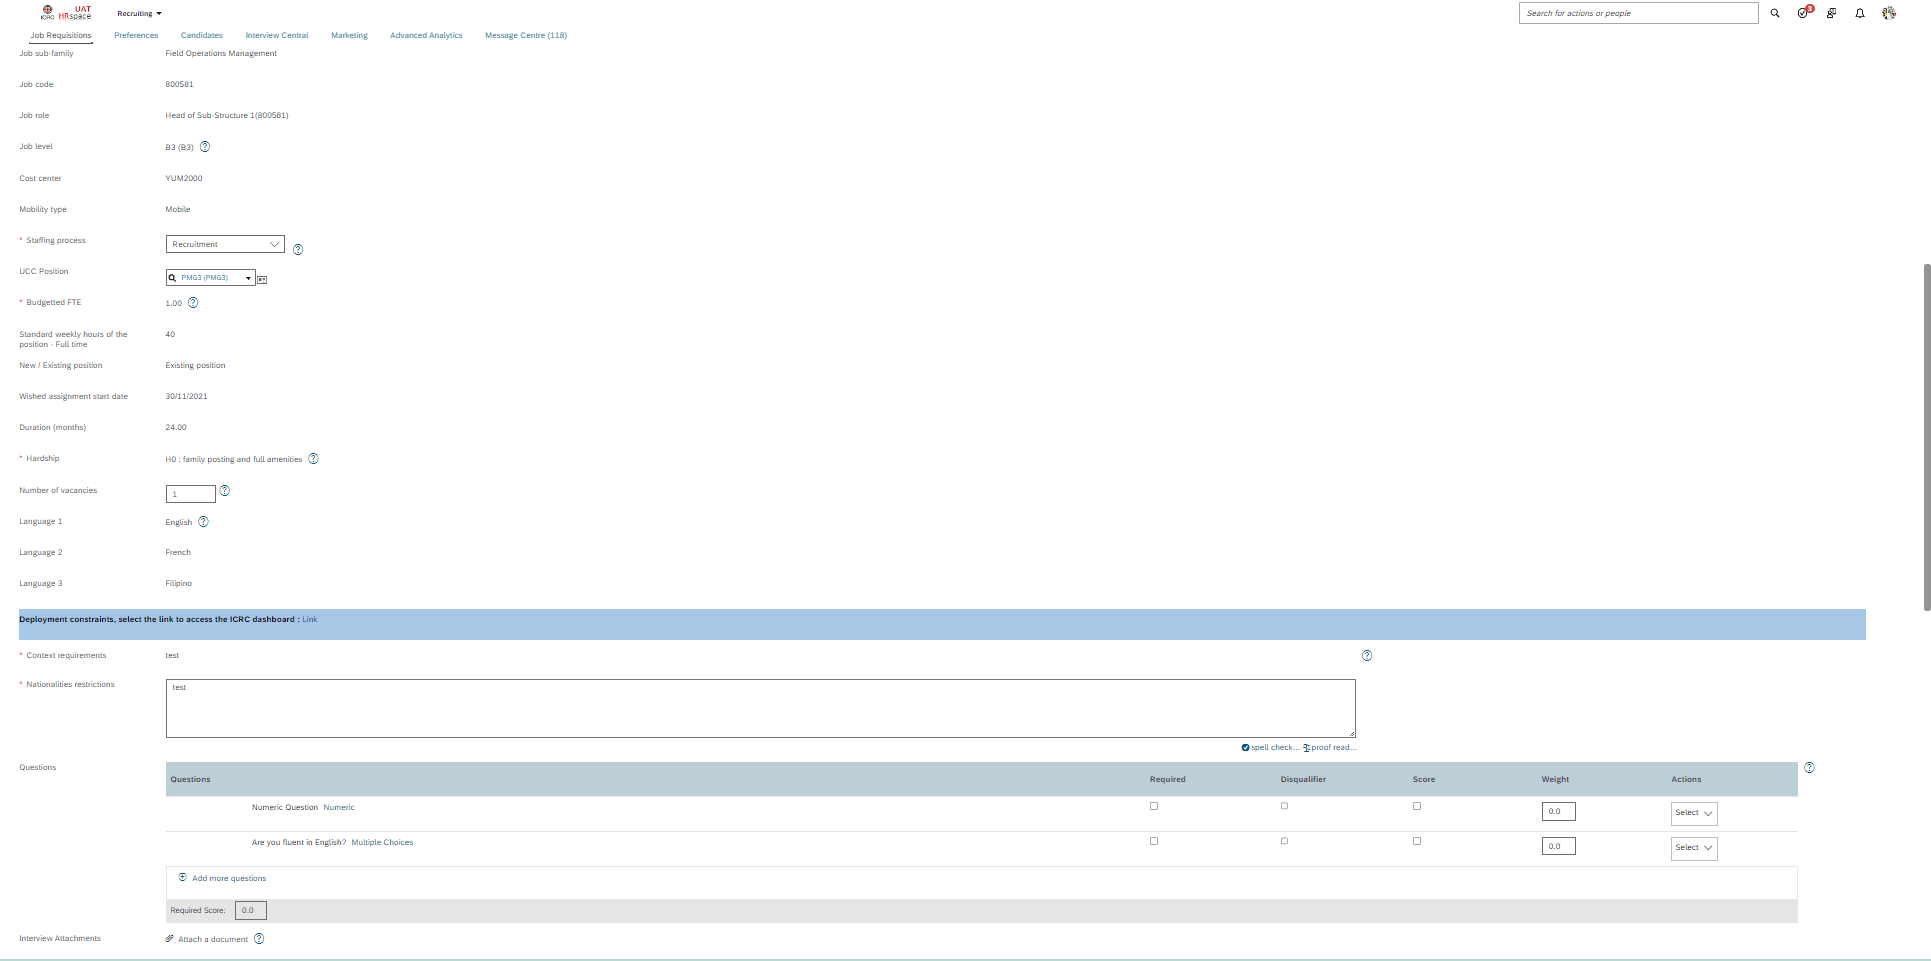 ICRC
UAT
HRspace
Recruiting
Search for actions or people
3
Job Requisitions
Preferences
Candidates
Interview Central
Marketing
Advanced Analytics
Message Centre (118)
Job sub-family
Field Operations Management
Job code
800581
Job role
Head of Sub-Structure 1(800581)
Job level
B3 (B3)
Cost center
YUM2000
Mobility type
Mobile
* Staffing process
Recruitment
UCC Position
PMG3 (PMG3)
* Budgetted FTE
1.00
Standard weekly hours of the
position - Full time
40
New / Existing position
Existing position
Wished assignment start date
30/11/2021
Duration (months)
24.00
* Hardship
H0 : family posting and full amenities
Number of vacancies
1
Language 1
English
Language 2
French
Language 3
Filipino
Deployment constraints, select the link to access the ICRC dashboard : Link
* Context requirements
test
* Nationalities restrictions
test
spell check... proof read...
Questions
Questions
Required
Disqualifier
Score
Weight
Actions
Numeric Question Numeric
0.0
Select
Are you fluent in English? Multiple Choices
0.0
Select
Add more questions
Required Score: 0.0
Interview Attachments
Attach a document